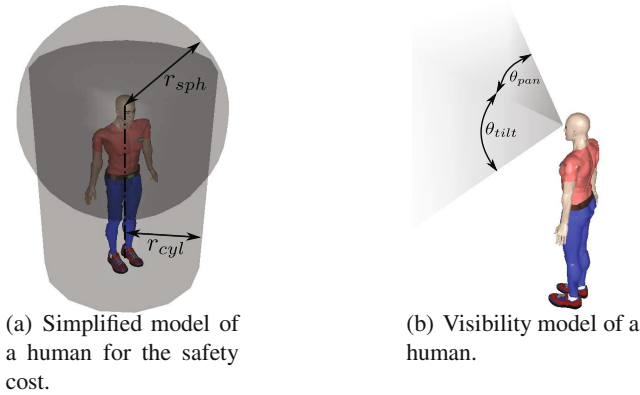 r_sph
r_cyl
(a) Simplified model of
a human for the safety
cost.
θ_pan
θ_tilt
(b) Visibility model of a
human.